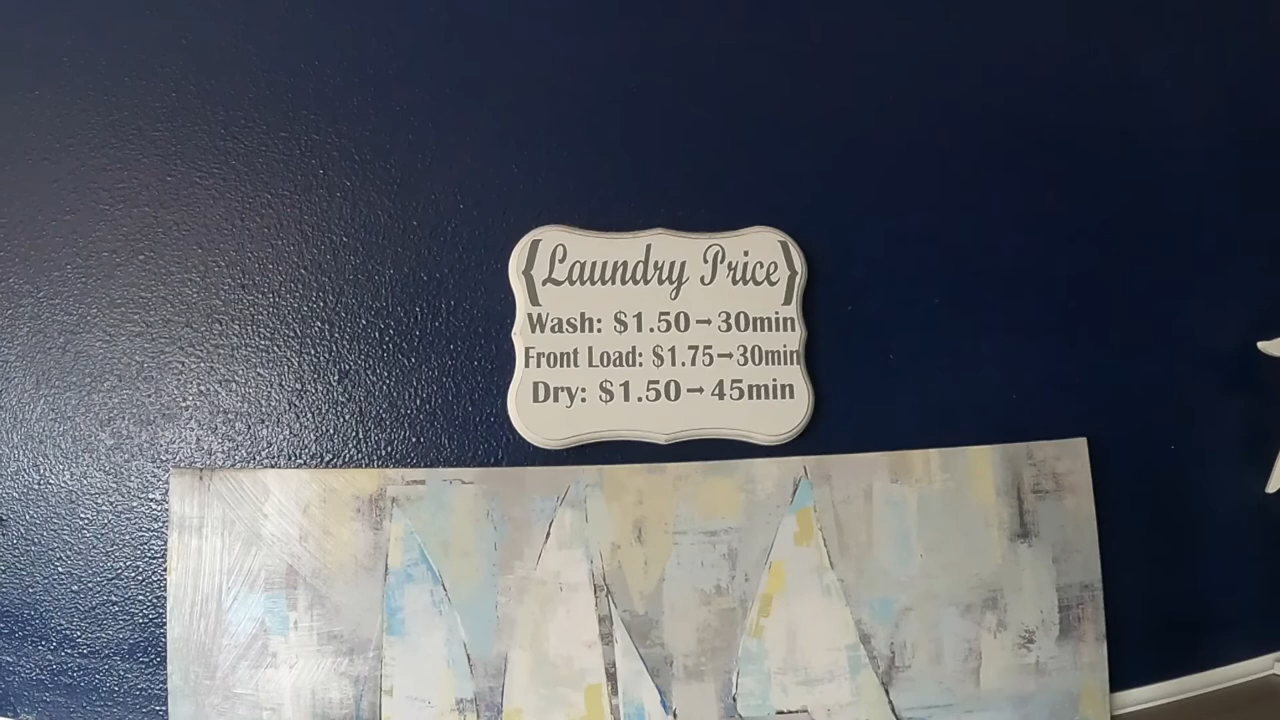 {Laundry Price}
Wash: $1.50→30min
Front Load: $1.75→30min
Dry: $1.50→45min